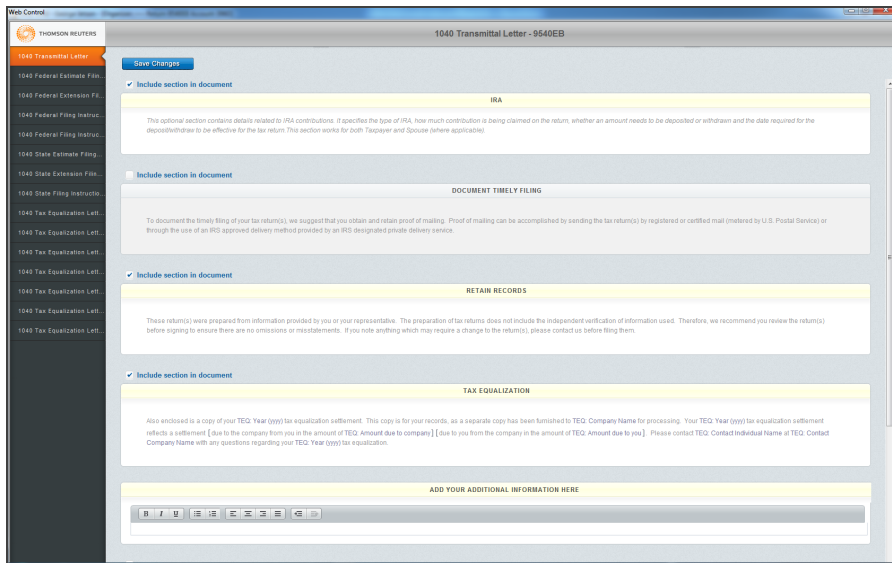 Web Control
THOMSON REUTERS
1040 Transmittal Letter - 9540EB
1040 Transmittal Letter
1040 Federal Estimate Filin...
1040 Federal Extension Fil...
1040 Federal Filing Instruc...
1040 Federal Filing Instruc...
1040 State Estimate Filing...
1040 State Extension Filin...
1040 State Filing Instructio...
1040 Tax Equalization Lett...
1040 Tax Equalization Lett...
1040 Tax Equalization Lett...
1040 Tax Equalization Lett...
1040 Tax Equalization Lett...
1040 Tax Equalization Lett...
1040 Tax Equalization Lett...
Save Changes
Include section in document
IRA
This optional section contains details related to IRA contributions. It specifies the type of IRA, how much contribution is being claimed on the return, whether an amount needs to be deposited or withdrawn and the date required for the
deposit/withdraw to be effective for the tax return.This section works for both Taxpayer and Spouse (where applicable).
Include section in document
DOCUMENT TIMELY FILING
To document the timely filing of your tax return(s), we suggest that you obtain and retain proof of mailing. Proof of mailing can be accomplished by sending the tax return(s) by registered or certified mail (metered by U.S. Postal Service) or
through the use of an IRS approved delivery method provided by an IRS designated private delivery service.
Include section in document
RETAIN RECORDS
These return(s) were prepared from information provided by you or your representative. The preparation of tax returns does not include the independent verification of information used. Therefore, we recommend you review the return(s)
before signing to ensure there are no omissions or misstatements. If you note anything which may require a change to the return(s), please contact us before filing them.
Include section in document
TAX EQUALIZATION
Also enclosed is a copy of your TEQ: Year (yyyy) tax equalization settlement. This copy is for your records, as a separate copy has been furnished to TEQ: Company Name for processing. Your TEQ: Year (yyyy) tax equalization settlement
reflects a settlement [ due to the company from you in the amount of TEQ: Amount due to company ] [ due to you from the company in the amount of TEQ: Amount due to you ]. Please contact TEQ: Contact Individual Name at TEQ: Contact
Company Name with any questions regarding your TEQ: Year (yyyy) tax equalization.
ADD YOUR ADDITIONAL INFORMATION HERE
B I U